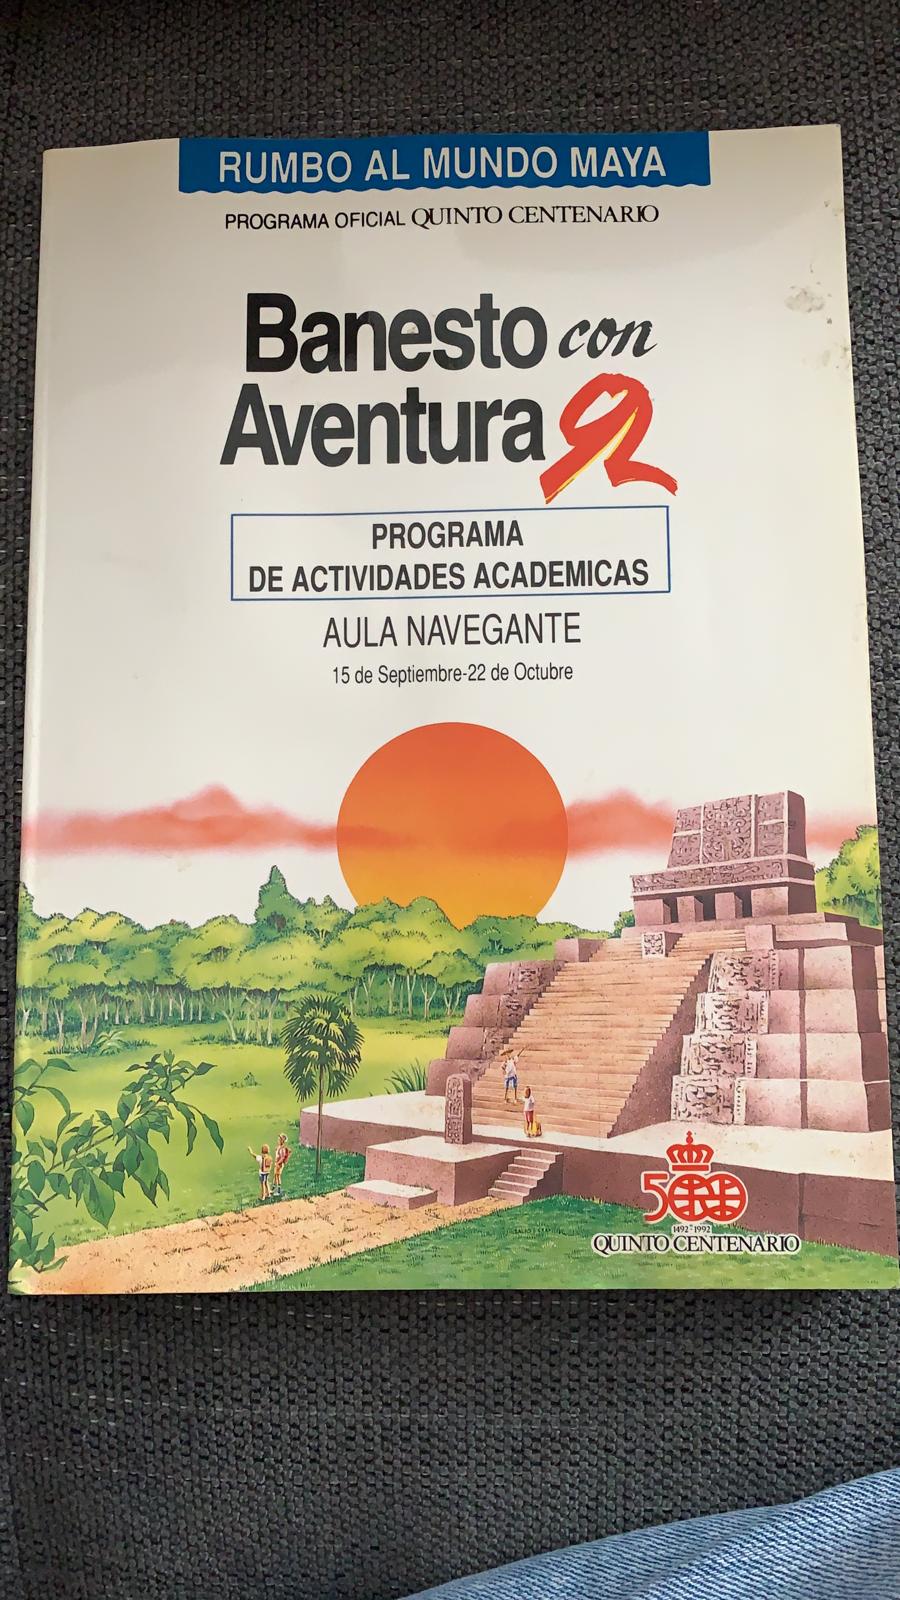 RUMBO AL MUNDO MAYA
PROGRAMA OFICIAL QUINTO CENTENARIO
Banesto con
Aventura 92
PROGRAMA
DE ACTIVIDADES ACADEMICAS
AULA NAVEGANTE
15 de Septiembre-22 de Octubre
500
1492-1992
QUINTO CENTENARIO